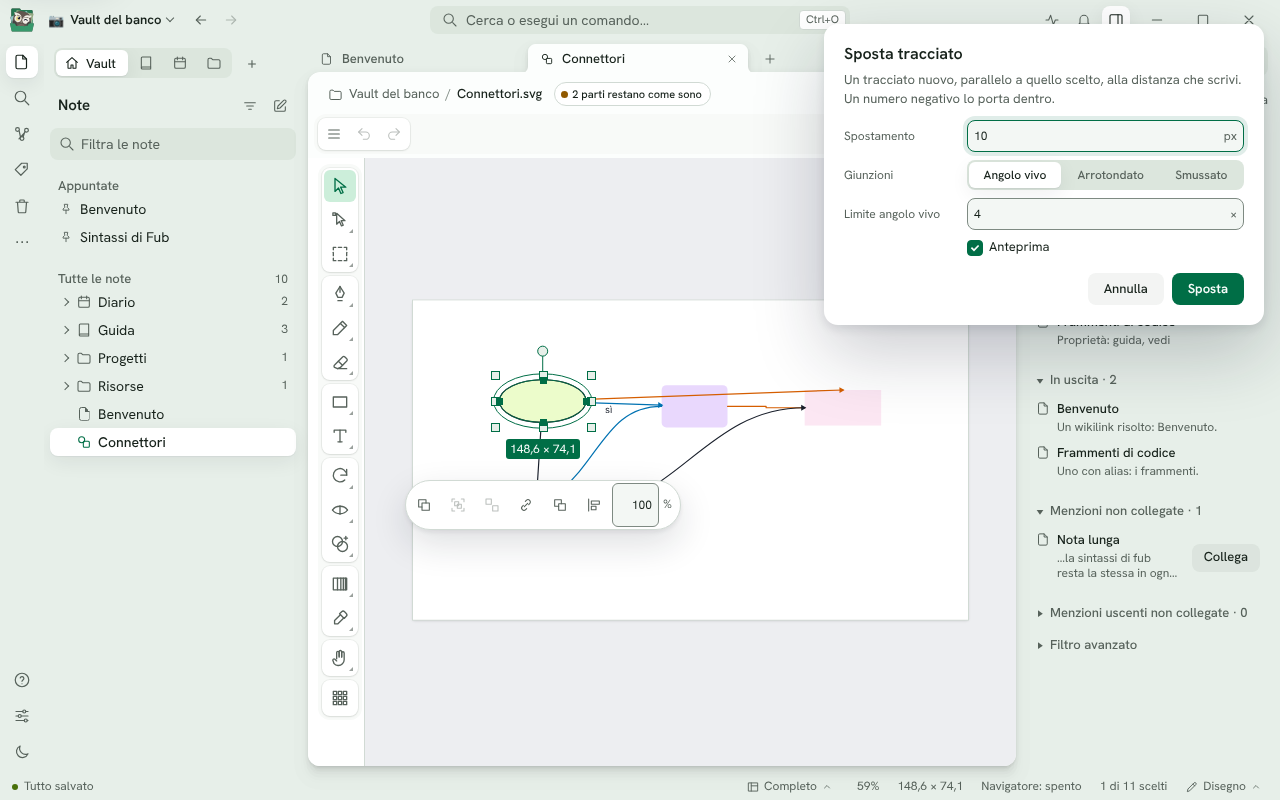 Vault del banco
Cerca o esegui un comando…
Ctrl+O
Vault
Note
Filtra le note
Appuntate
Benvenuto
Sintassi di Fub
Tutte le note 10
Diario 2
Guida 3
Progetti 1
Risorse 1
Benvenuto
Connettori
Benvenuto
Connettori
Vault del banco / Connettori.svg
2 parti restano come sono
sì
148,6 × 74,1
100 %
Sposta tracciato
Un tracciato nuovo, parallelo a quello scelto, alla distanza che scrivi.
Un numero negativo lo porta dentro.
Spostamento 10 px
Giunzioni Angolo vivo Arrotondato Smussato
Limite angolo vivo 4 ×
Anteprima
Annulla Sposta
Proprietà: guida, vedi
In uscita · 2
Benvenuto
Un wikilink risolto: Benvenuto.
Frammenti di codice
Uno con alias: i frammenti.
Menzioni non collegate · 1
Nota lunga
…la sintassi di fub
resta la stessa in ogn…
Collega
Menzioni uscenti non collegate · 0
Filtro avanzato
Tutto salvato
Completo 59% 148,6 × 74,1 Navigatore: spento 1 di 11 scelti Disegno